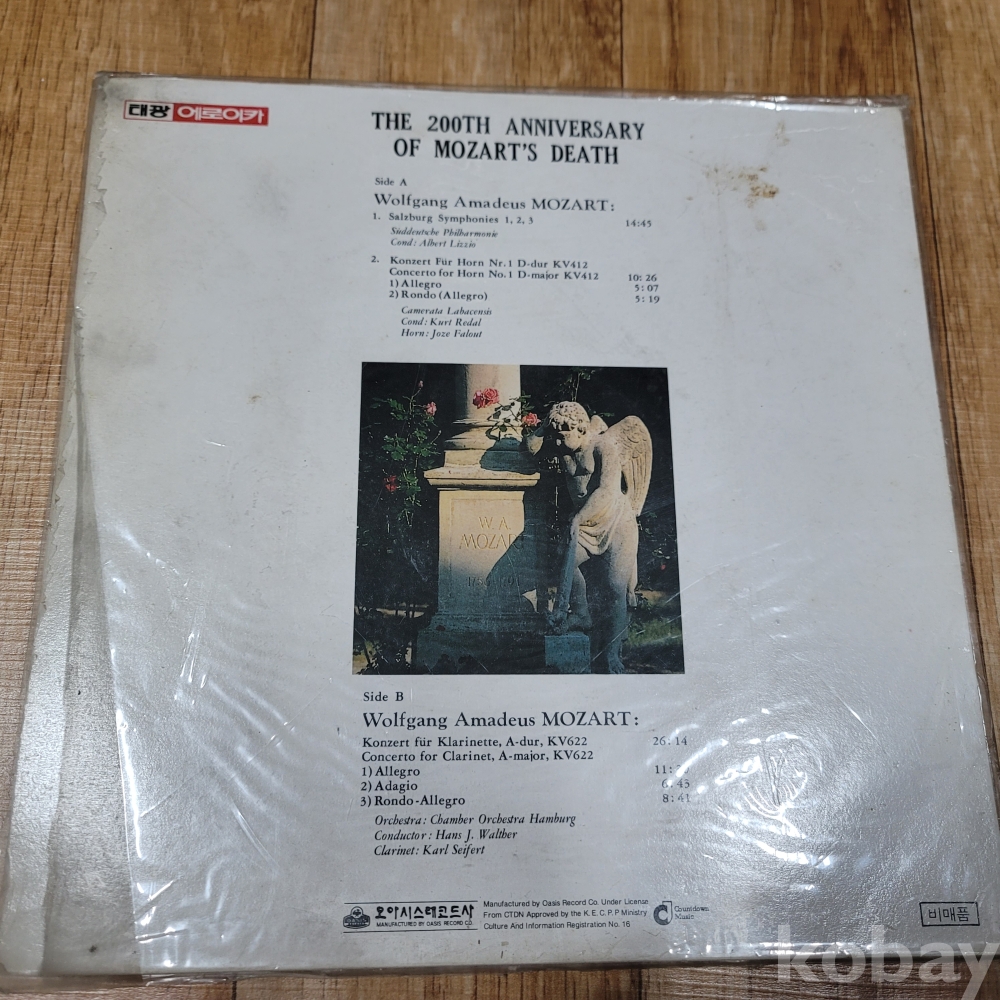 태광 에로이카
THE 200TH ANNIVERSARY
OF MOZART'S DEATH
Side A
Wolfgang Amadeus MOZART:
1. Salzburg Symphonies 1, 2, 3 14:45
Süddeutsche Philharmonie
Cond: Albert Lizzio
2. Konzert Für Horn Nr.1 D-dur KV412
Concerto for Horn No.1 D-major KV412 10:26
1) Allegro 5:07
2) Rondo (Allegro) 5:19
Camerata Labacensis
Cond: Kurt Redal
Horn: Joze Falout
W. A.
MOZART
Side B
Wolfgang Amadeus MOZART:
Konzert für Klarinette, A-dur, KV622 26:14
Concerto for Clarinet, A-major, KV622
1) Allegro
2) Adagio 6:45
3) Rondo-Allegro 8:41
Orchestra: Chamber Orchestra Hamburg
Conductor: Hans J. Walther
Clarinet: Karl Seifert
오아시스레코드사
MANUFACTURED BY OASIS RECORD CO.
Manufactured by Oasis Record Co. Under License
From CTDN Approved by the K. E. C. P. P Ministry
Culture And Information Registration No. 16
Countdown
Music
비매품
kobay